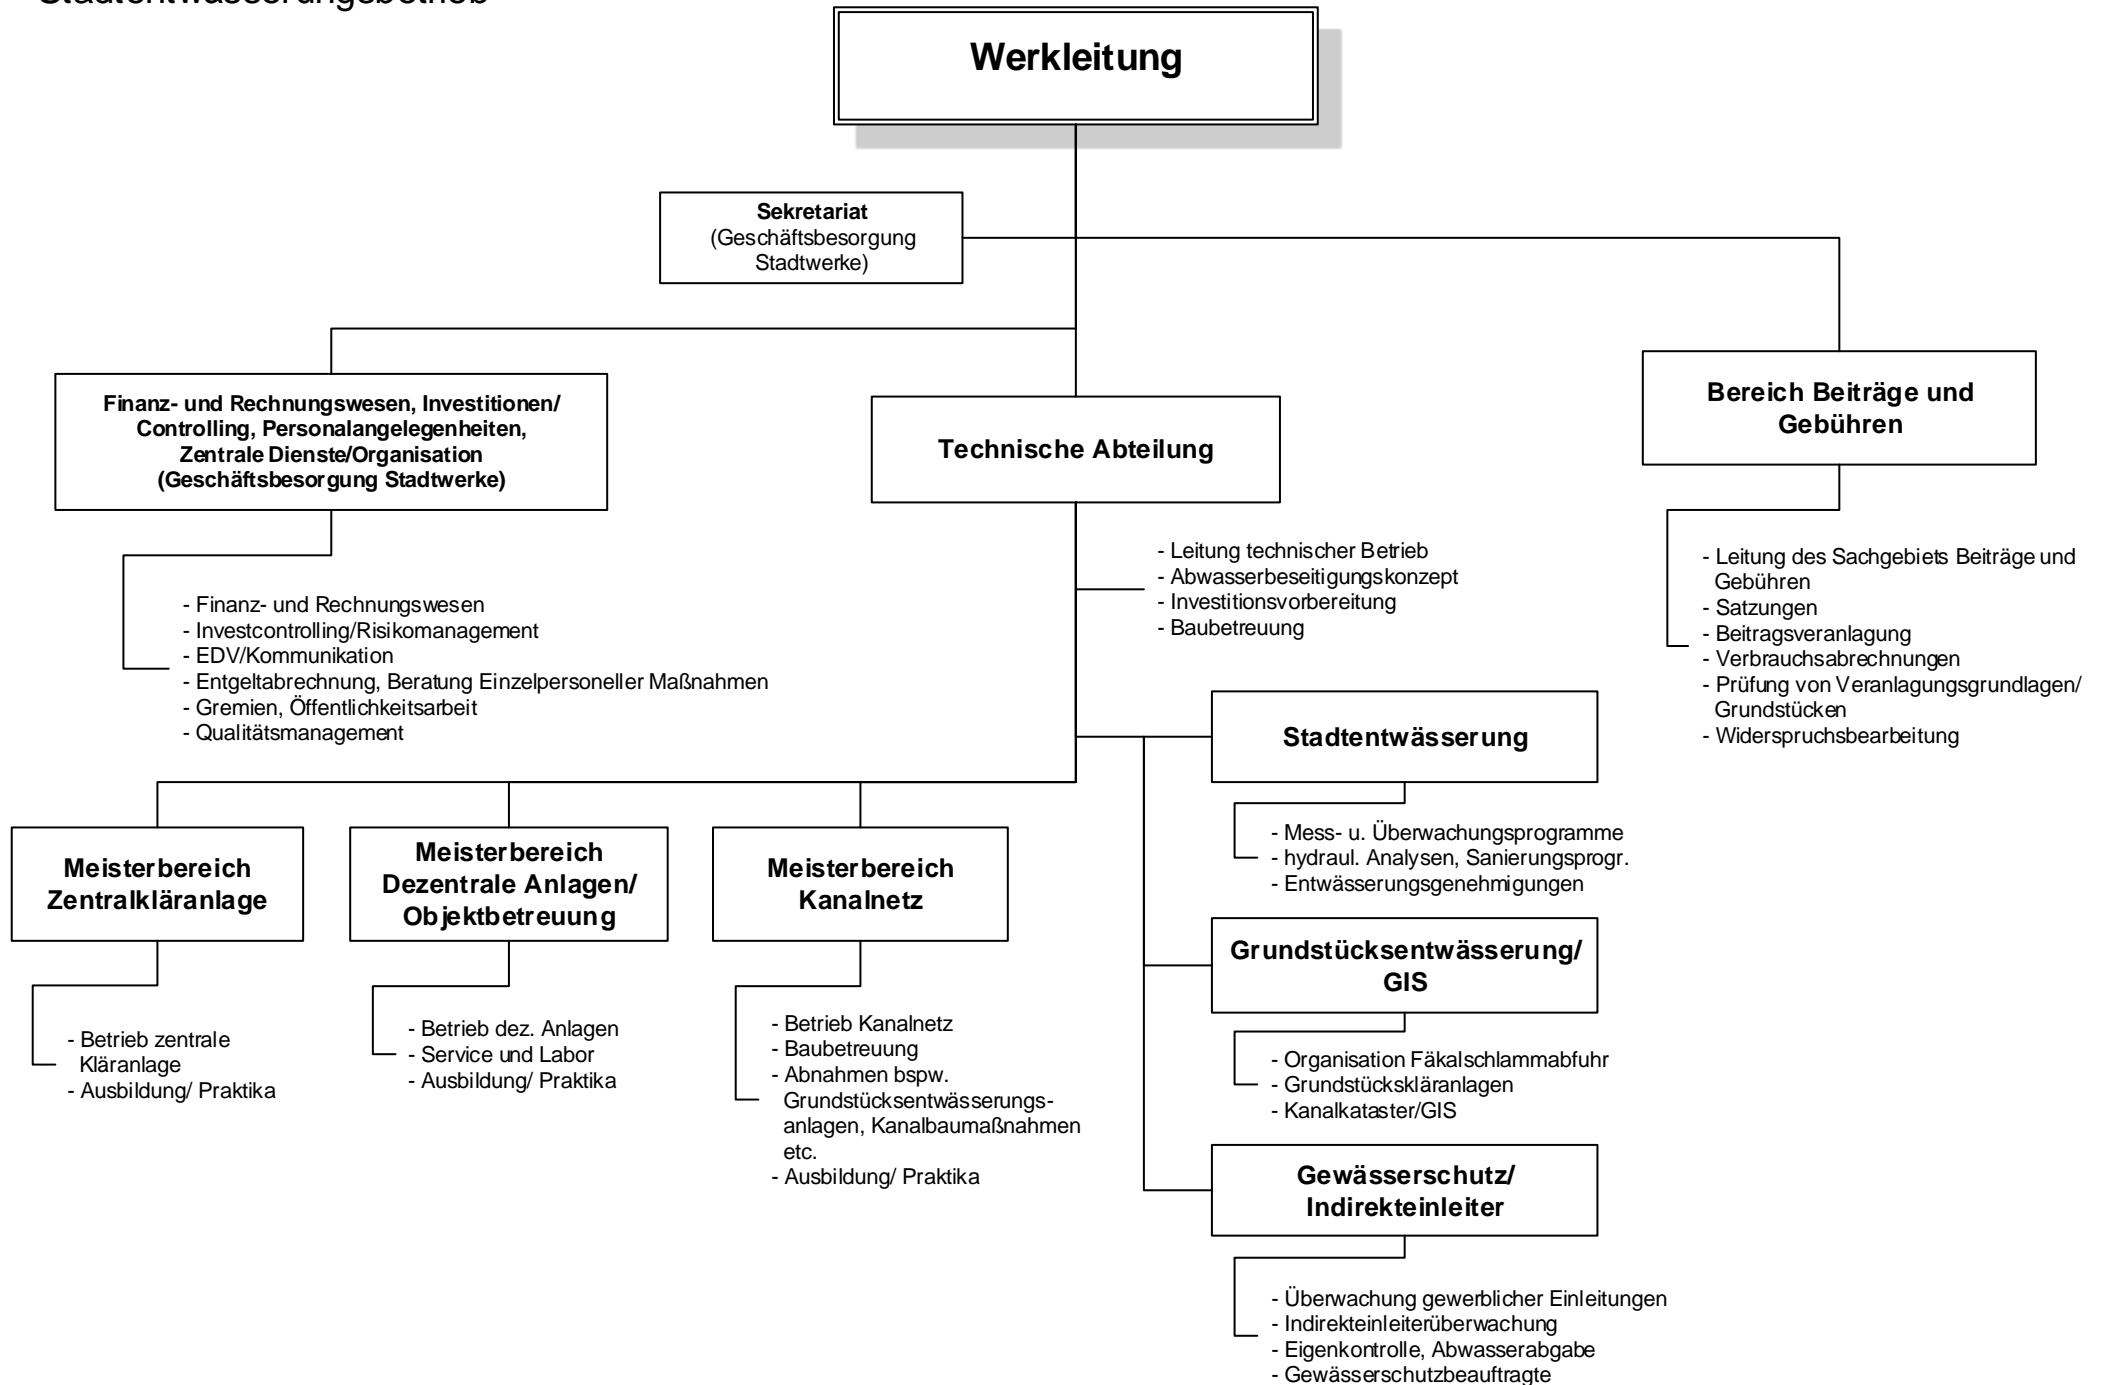 Stadtentwässerungsbetrieb
Werkleitung
Sekretariat
(Geschäftsbesorgung
Stadtwerke)
Finanz- und Rechnungswesen, Investitionen/
Controlling, Personalangelegenheiten,
Zentrale Dienste/Organisation
(Geschäftsbesorgung Stadtwerke)
- Finanz- und Rechnungswesen
- Investcontrolling/Risikomanagement
- EDV/Kommunikation
- Entgeltabrechnung, Beratung Einzelpersoneller Maßnahmen
- Gremien, Öffentlichkeitsarbeit
- Qualitätsmanagement
Technische Abteilung
- Leitung technischer Betrieb
- Abwasserbeseitigungskonzept
- Investitionsvorbereitung
- Baubetreuung
Bereich Beiträge und
Gebühren
- Leitung des Sachgebiets Beiträge und
Gebühren
- Satzungen
- Beitragsveranlagung
- Verbrauchsabrechnungen
- Prüfung von Veranlagungsgrundlagen/
Grundstücken
- Widerspruchsbearbeitung
Meisterbereich
Zentralkläranlage
- Betrieb zentrale
Kläranlage
- Ausbildung/ Praktika
Meisterbereich
Dezentrale Anlagen/
Objektbetreuung
- Betrieb dez. Anlagen
- Service und Labor
- Ausbildung/ Praktika
Meisterbereich
Kanalnetz
- Betrieb Kanalnetz
- Baubetreuung
- Abnahmen bspw.
Grundstücksentwässerungs-
anlagen, Kanalbaumaßnahmen
etc.
- Ausbildung/ Praktika
Stadtentwässerung
- Mess- u. Überwachungsprogramme
- hydraul. Analysen, Sanierungsprogr.
- Entwässerungsgenehmigungen
Grundstücksentwässerung/
GIS
- Organisation Fäkalschlammabfuhr
- Grundstückskläranlagen
- Kanalkataster/GIS
Gewässerschutz/
Indirekteinleiter
- Überwachung gewerblicher Einleitungen
- Indirekteinleiterüberwachung
- Eigenkontrolle, Abwasserabgabe
- Gewässerschutzbeauftragte